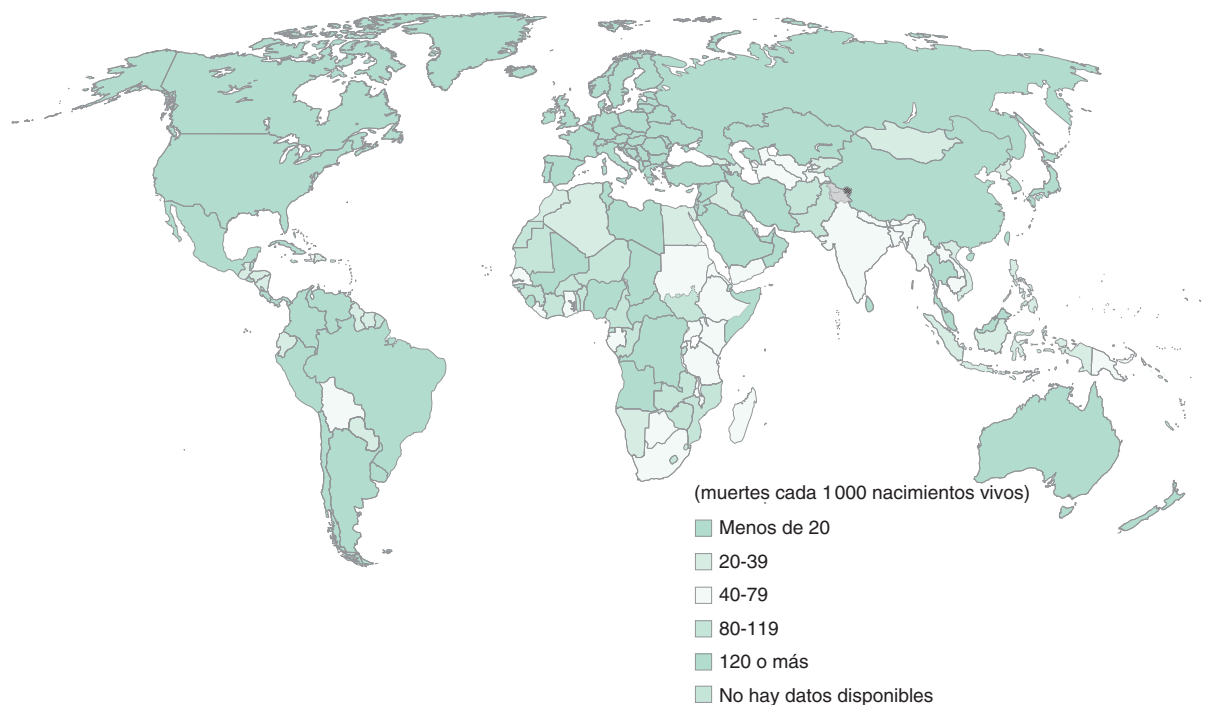 (muertes cada 1 000 nacimientos vivos)
Menos de 20
20-39
40-79
80-119
120 o más
No hay datos disponibles